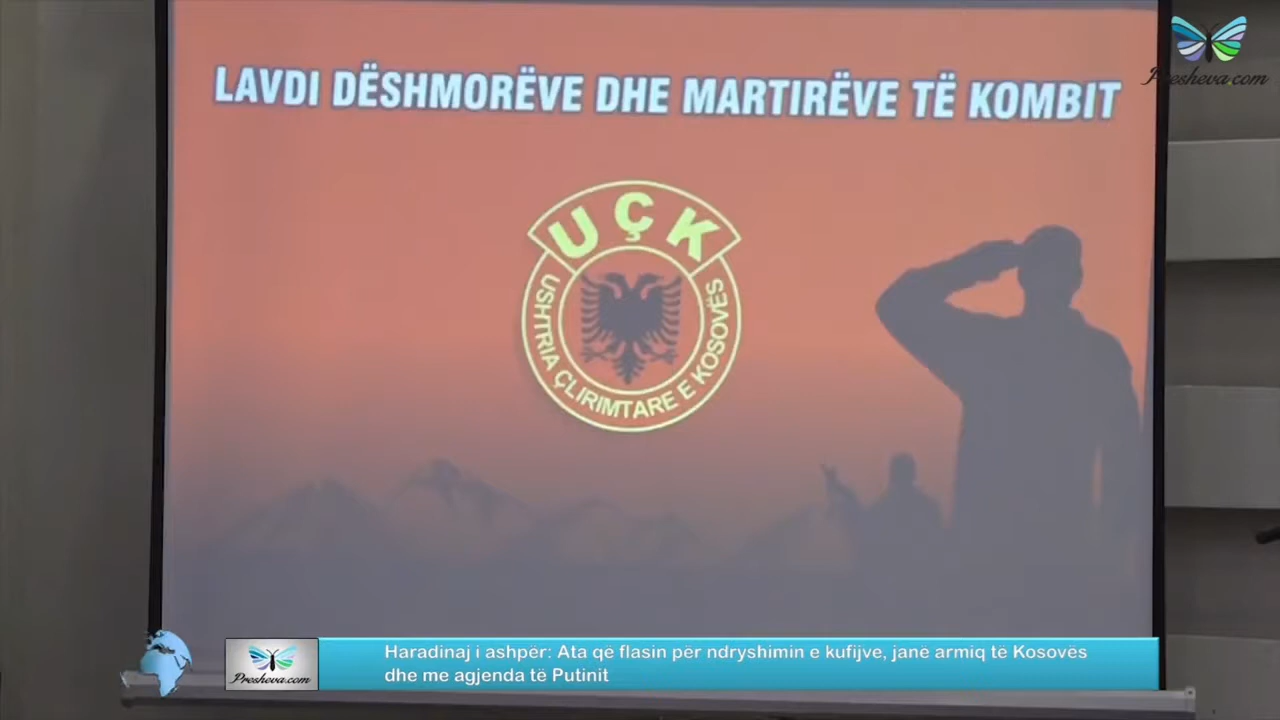 Presheva.com
LAVDI DËSHMORËVE DHE MARTIRËVE TË KOMBIT
UÇK
USHTRIA ÇLIRIMTARE E KOSOVËS
Presheva.com
Haradinaj i ashpër: Ata që flasin për ndryshimin e kufijve, janë armiq të Kosovës
dhe me agjenda të Putinit